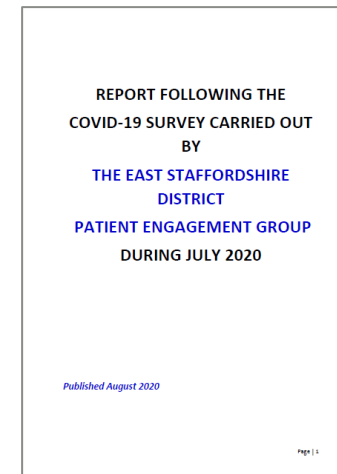 REPORT FOLLOWING THE
COVID-19 SURVEY CARRIED OUT
BY
THE EAST STAFFORDSHIRE
DISTRICT
PATIENT ENGAGEMENT GROUP
DURING JULY 2020
Published August 2020
Page | 1